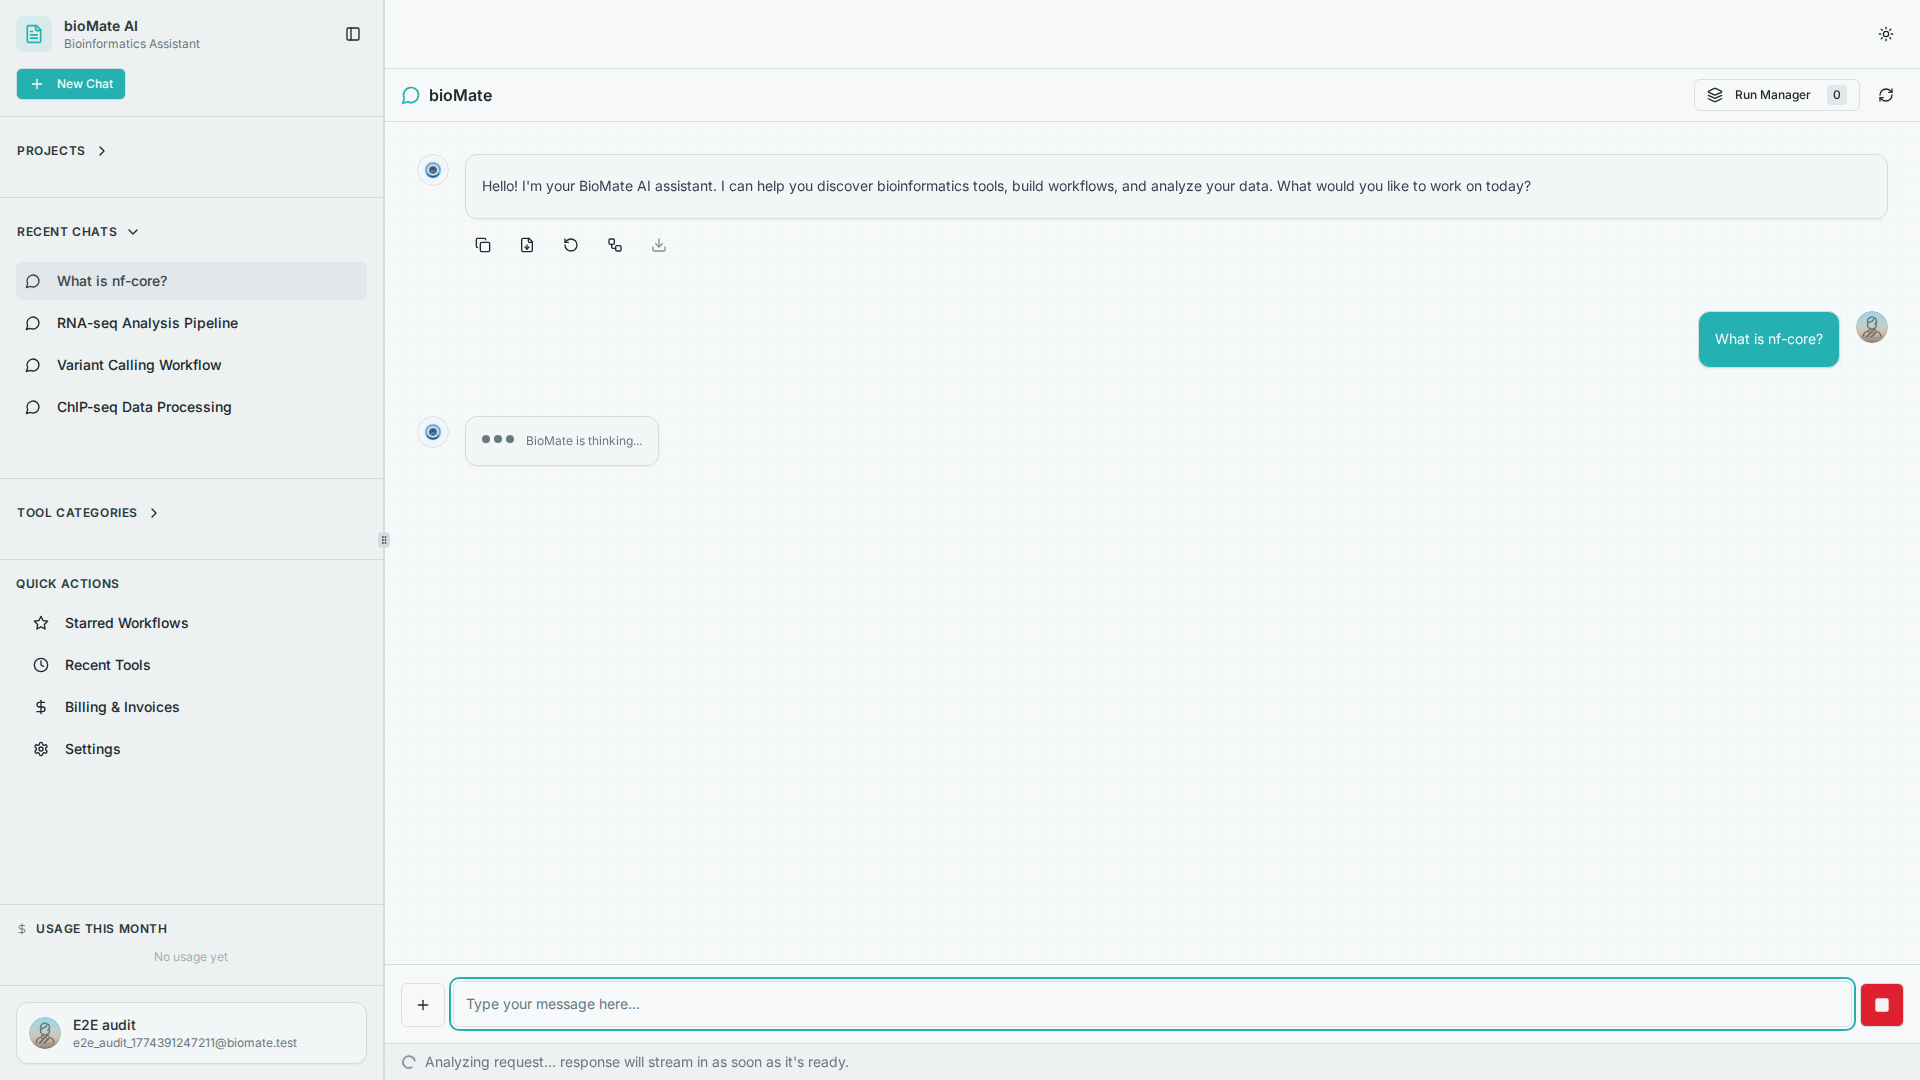 bioMate AI
Bioinformatics Assistant
New Chat
PROJECTS
RECENT CHATS
What is nf-core?
RNA-seq Analysis Pipeline
Variant Calling Workflow
ChIP-seq Data Processing
TOOL CATEGORIES
QUICK ACTIONS
Starred Workflows
Recent Tools
Billing & Invoices
Settings
USAGE THIS MONTH
No usage yet
E2E audit
e2e_audit_1774391247211@biomate.test
bioMate
Run Manager 0
Hello! I'm your BioMate AI assistant. I can help you discover bioinformatics tools, build workflows, and analyze your data. What would you like to work on today?
What is nf-core?
BioMate is thinking...
Type your message here...
Analyzing request... response will stream in as soon as it's ready.